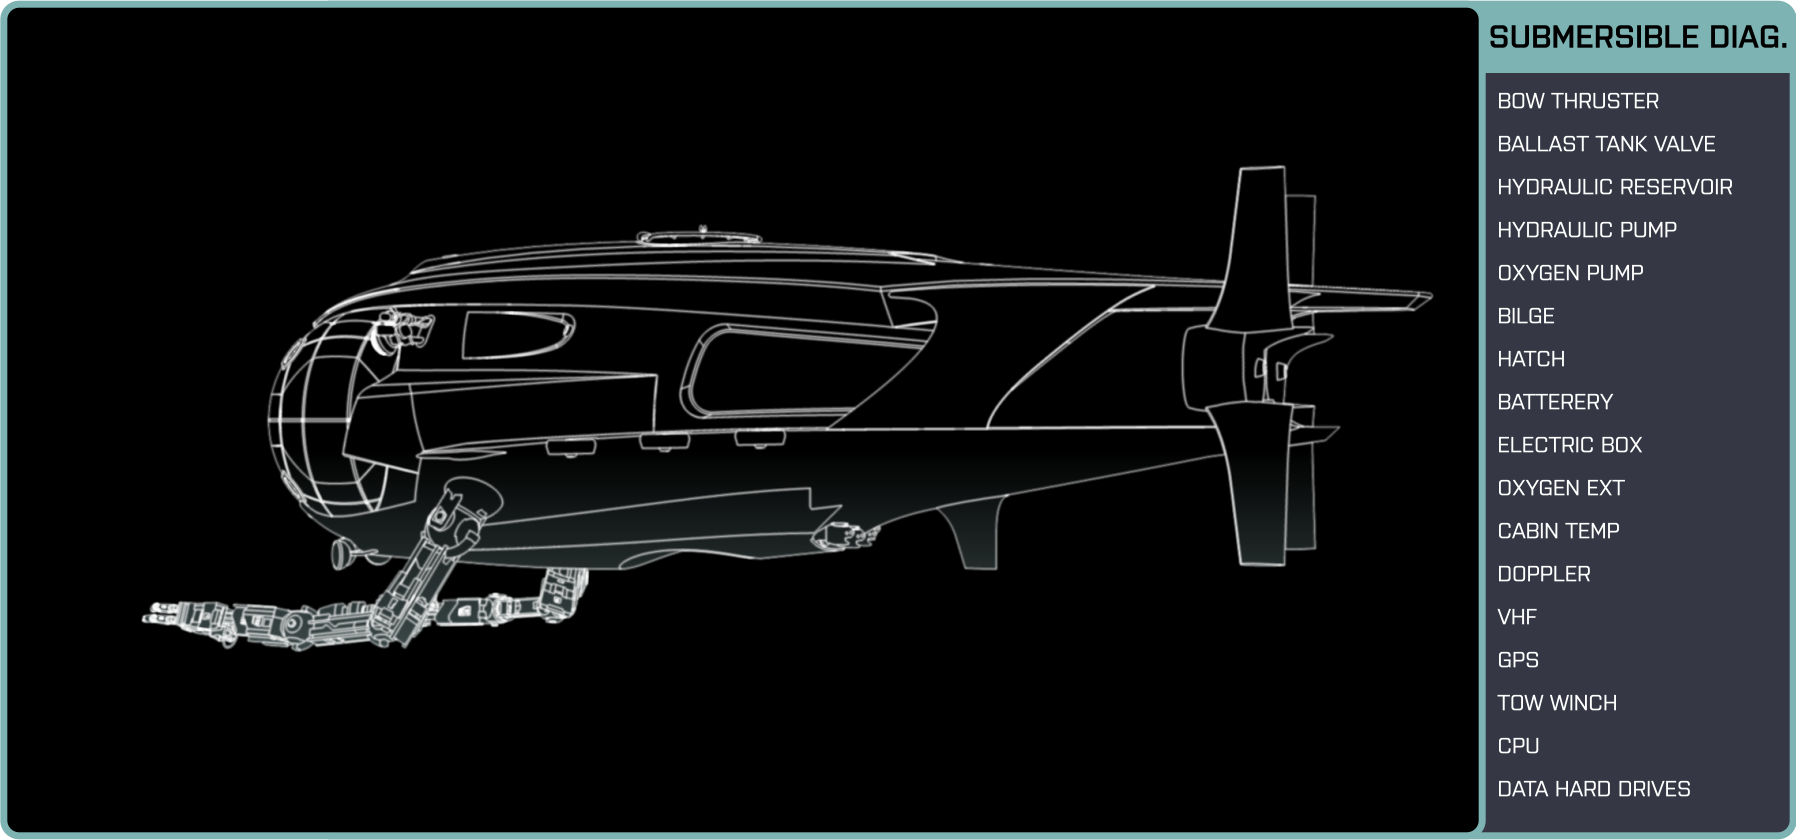 SUBMERSIBLE DIAG.
BOW THRUSTER
BALLAST TANK VALVE
HYDRAULIC RESERVOIR
HYDRAULIC PUMP
OXYGEN PUMP
BILGE
HATCH
BATTERERY
ELECTRIC BOX
OXYGEN EXT
CABIN TEMP
DOPPLER
VHF
GPS
TOW WINCH
CPU
DATA HARD DRIVES